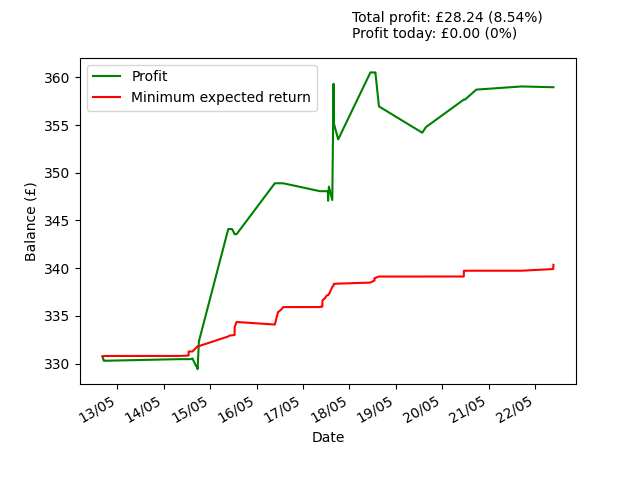 Total profit: £28.24 (8.54%)
Profit today: £0.00 (0%)
Profit
Minimum expected return
360
355
350
345
340
335
330
Balance (£)
13/05 14/05 15/05 16/05 17/05 18/05 19/05 20/05 21/05 22/05
Date